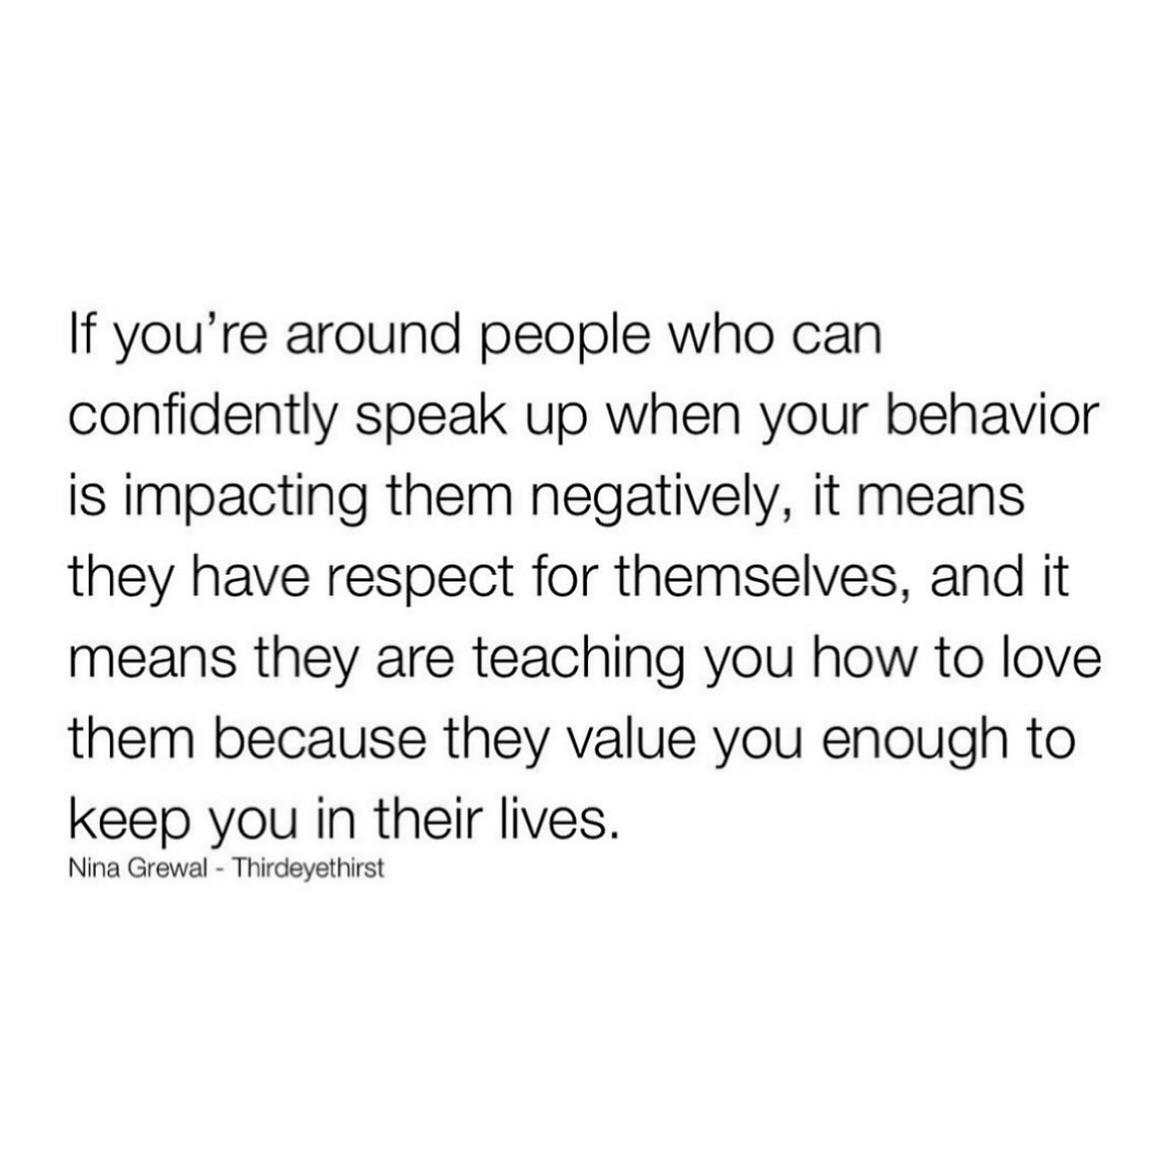 If you’re around people who can
confidently speak up when your behavior
is impacting them negatively, it means
they have respect for themselves, and it
means they are teaching you how to love
them because they value you enough to
keep you in their lives.
Nina Grewal - Thirdeyethirst